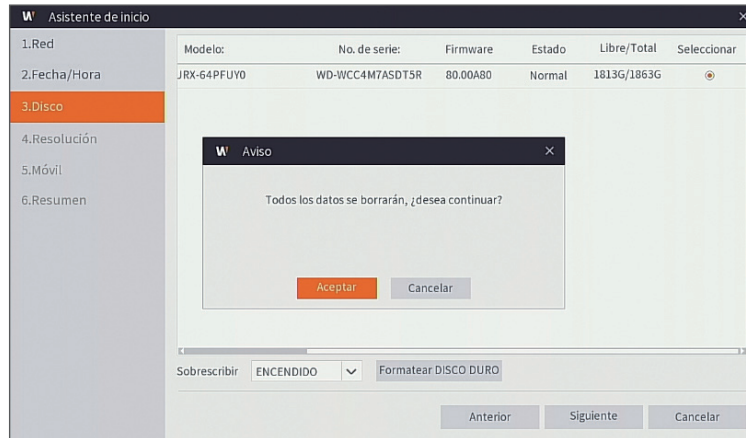 Asistente de inicio
1.Red
2.Fecha/Hora
3.Disco
4.Resolución
5.Móvil
6.Resumen
Modelo: No. de serie: Firmware Estado Libre/Total Seleccionar
JRX-64PFUY0 WD-WCC4M7ASDT5R 80.00A80 Normal 1813G/1863G
Aviso
Todos los datos se borrarán, ¿desea continuar?
Aceptar Cancelar
Sobrescribir ENCENDIDO Formatear DISCO DURO
Anterior Siguiente Cancelar